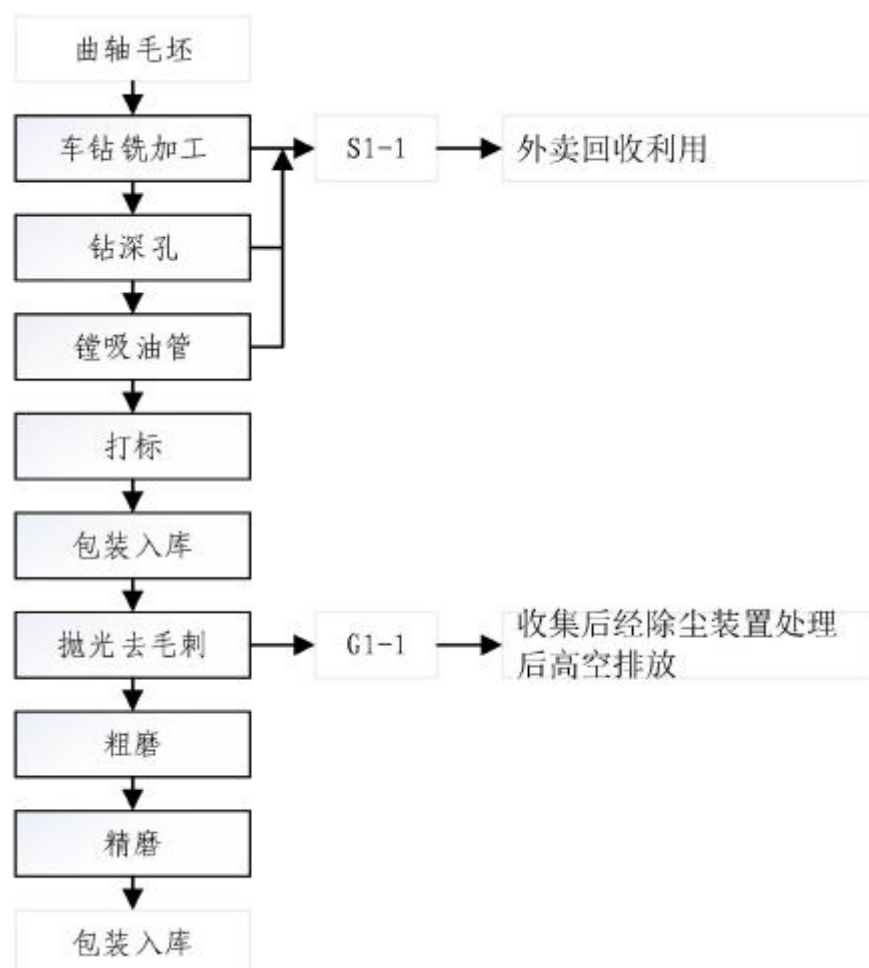 曲轴毛坯
车钻铣加工
S1-1
外卖回收利用
钻深孔
镗吸油管
打标
包装入库
抛光去毛刺
G1-1
收集后经除尘装置处理
后高空排放
粗磨
精磨
包装入库